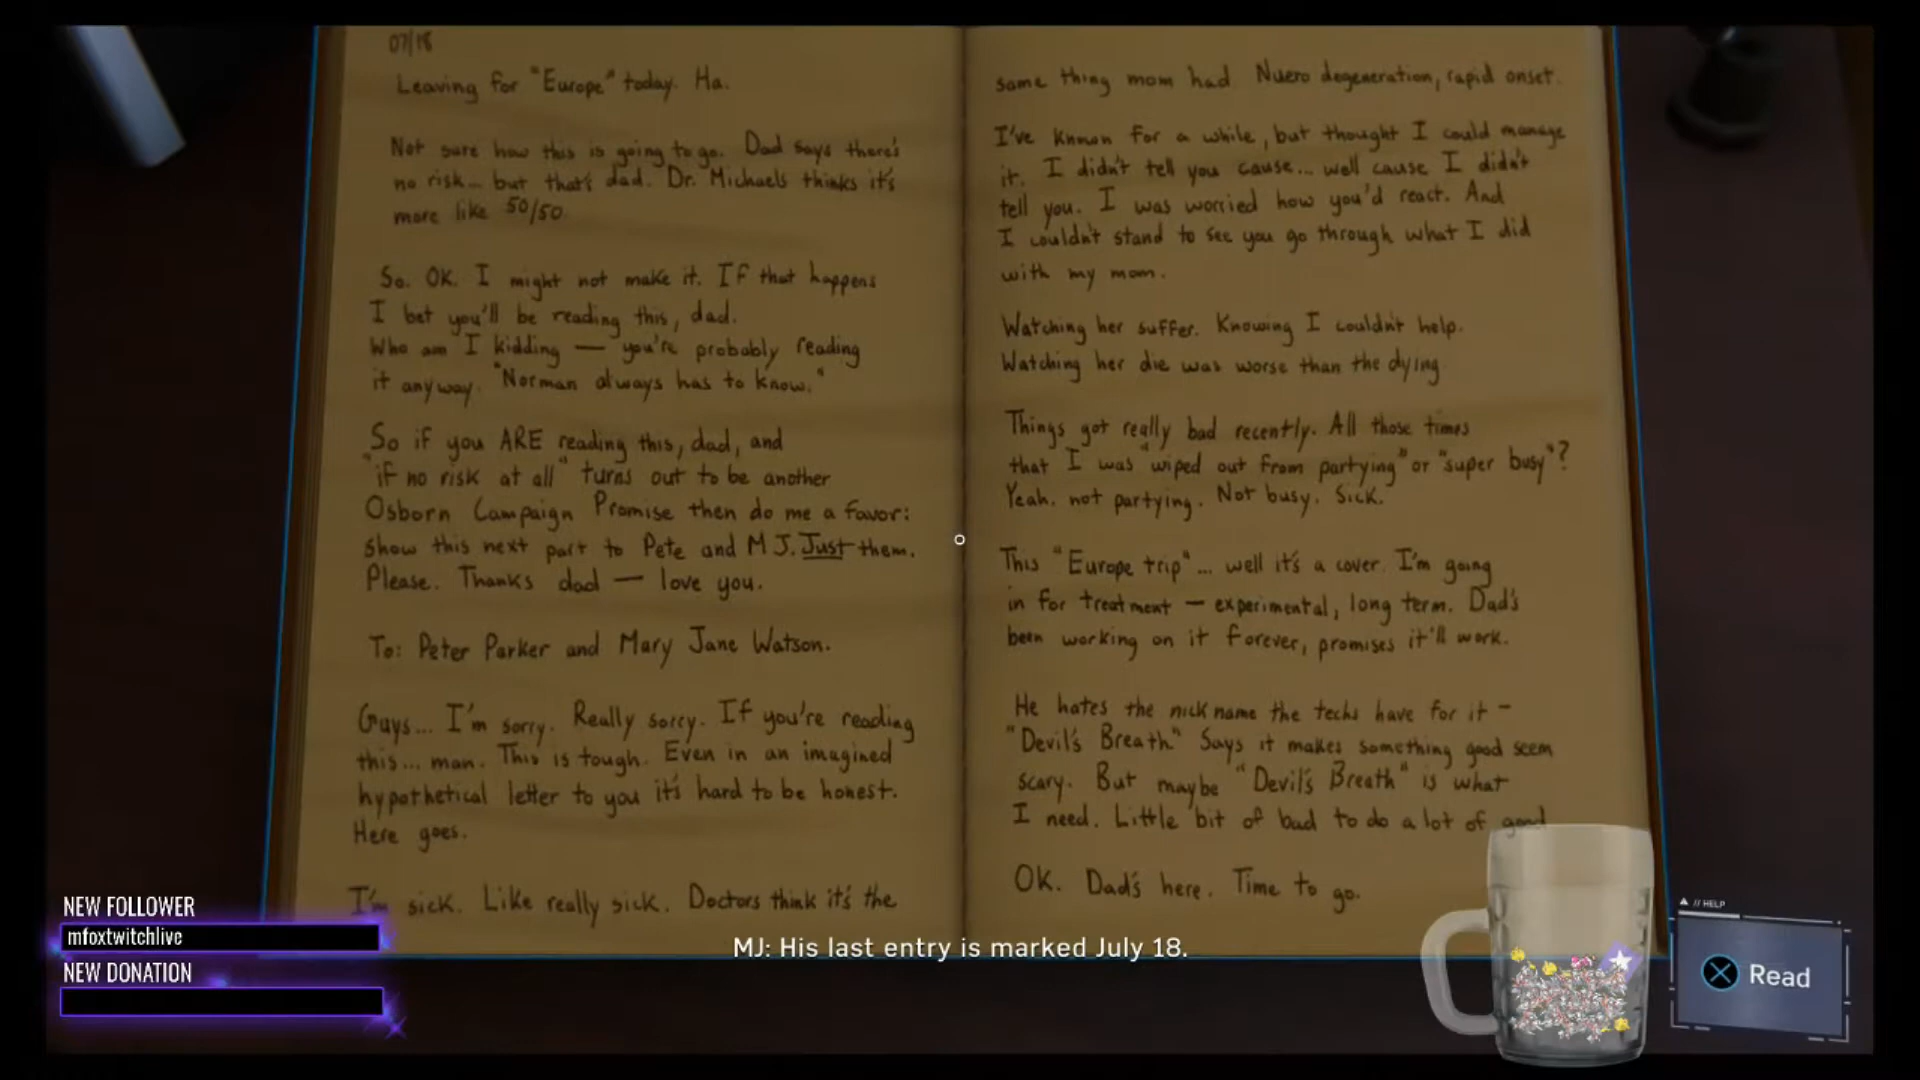 07/18
Leaving for "Europe" today. Ha.
Not sure how this is going to go. Dad says there's
no risk... but that's dad. Dr. Michaels thinks it's
more like 50/50.
So. OK. I might not make it. If that happens
I bet you'll be reading this, dad.
Who am I kidding — you're probably reading
it anyway. "Norman always has to know."
So if you ARE reading this, dad, and
"if no risk at all" turns out to be another
Osborn Campaign Promise then do me a favor:
show this next part to Pete and MJ. Just them.
Please. Thanks dad — love you.
To: Peter Parker and Mary Jane Watson.
Guys... I'm sorry. Really sorry. If you're reading
this... man. This is tough. Even in an imagined
hypothetical letter to you it's hard to be honest.
Here goes.
I'm sick. Like really sick. Doctors think it's the
same thing mom had. Nuero degeneration, rapid onset.
I've known for a while, but thought I could manage
it. I didn't tell you cause... well cause I didn't
tell you. I was worried how you'd react. And
I couldn't stand to see you go through what I did
with my mom.
Watching her suffer. Knowing I couldn't help.
Watching her die was worse than the dying
Things got really bad recently. All those times
that I was "wiped out from partying" or "super busy"?
Yeah. not partying. Not busy. Sick.
This "Europe trip"... well it's a cover. I'm going
in for treatment — experimental, long term. Dad's
been working on it forever, promises it'll work.
He hates the nickname the techs have for it -
"Devil's Breath." Says it makes something good seem
scary. But maybe "Devil's Breath" is what
I need. Little bit of bad to do a lot of good
OK. Dad's here. Time to go.
MJ: His last entry is marked July 18.
NEW FOLLOWER
mfoxtwitchlive
NEW DONATION
// HELP
Read